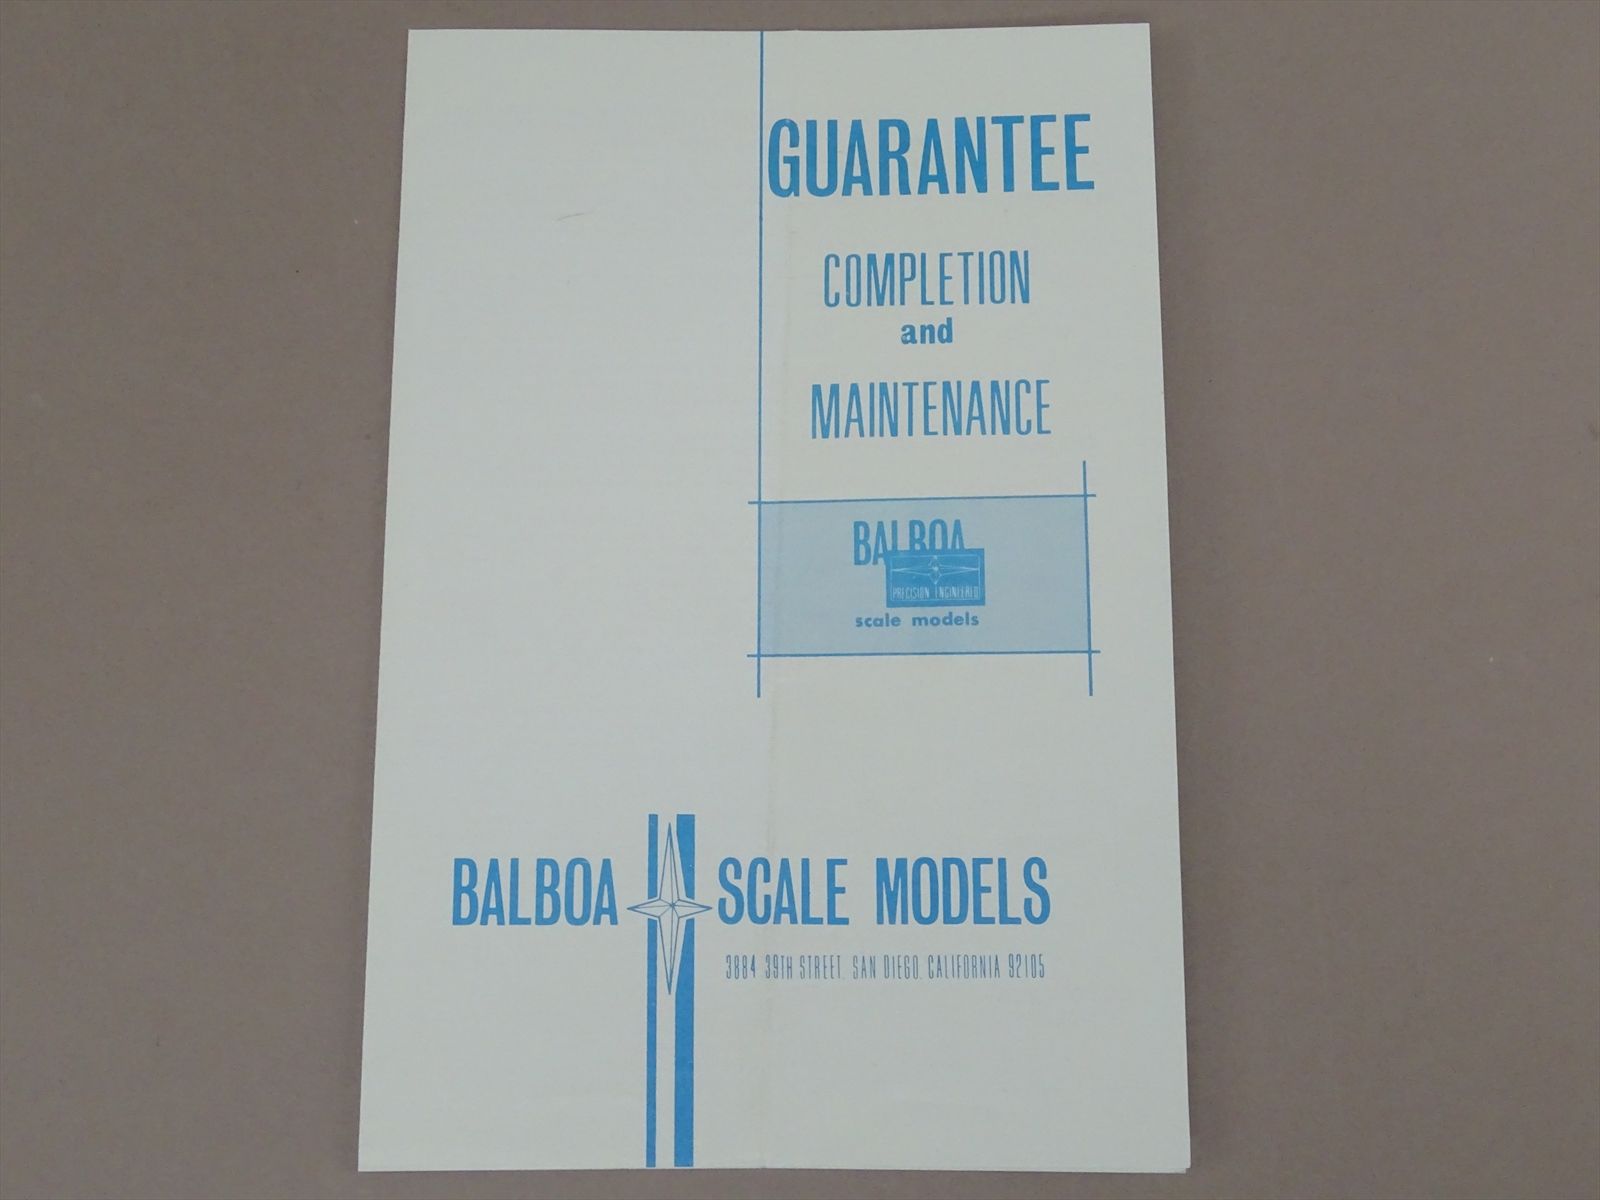 GUARANTEE
COMPLETION
and
MAINTENANCE
BALBOA
PRECISION ENGINEERED
scale models
BALBOA SCALE MODELS
3884 39TH STREET, SAN DIEGO, CALIFORNIA 92105